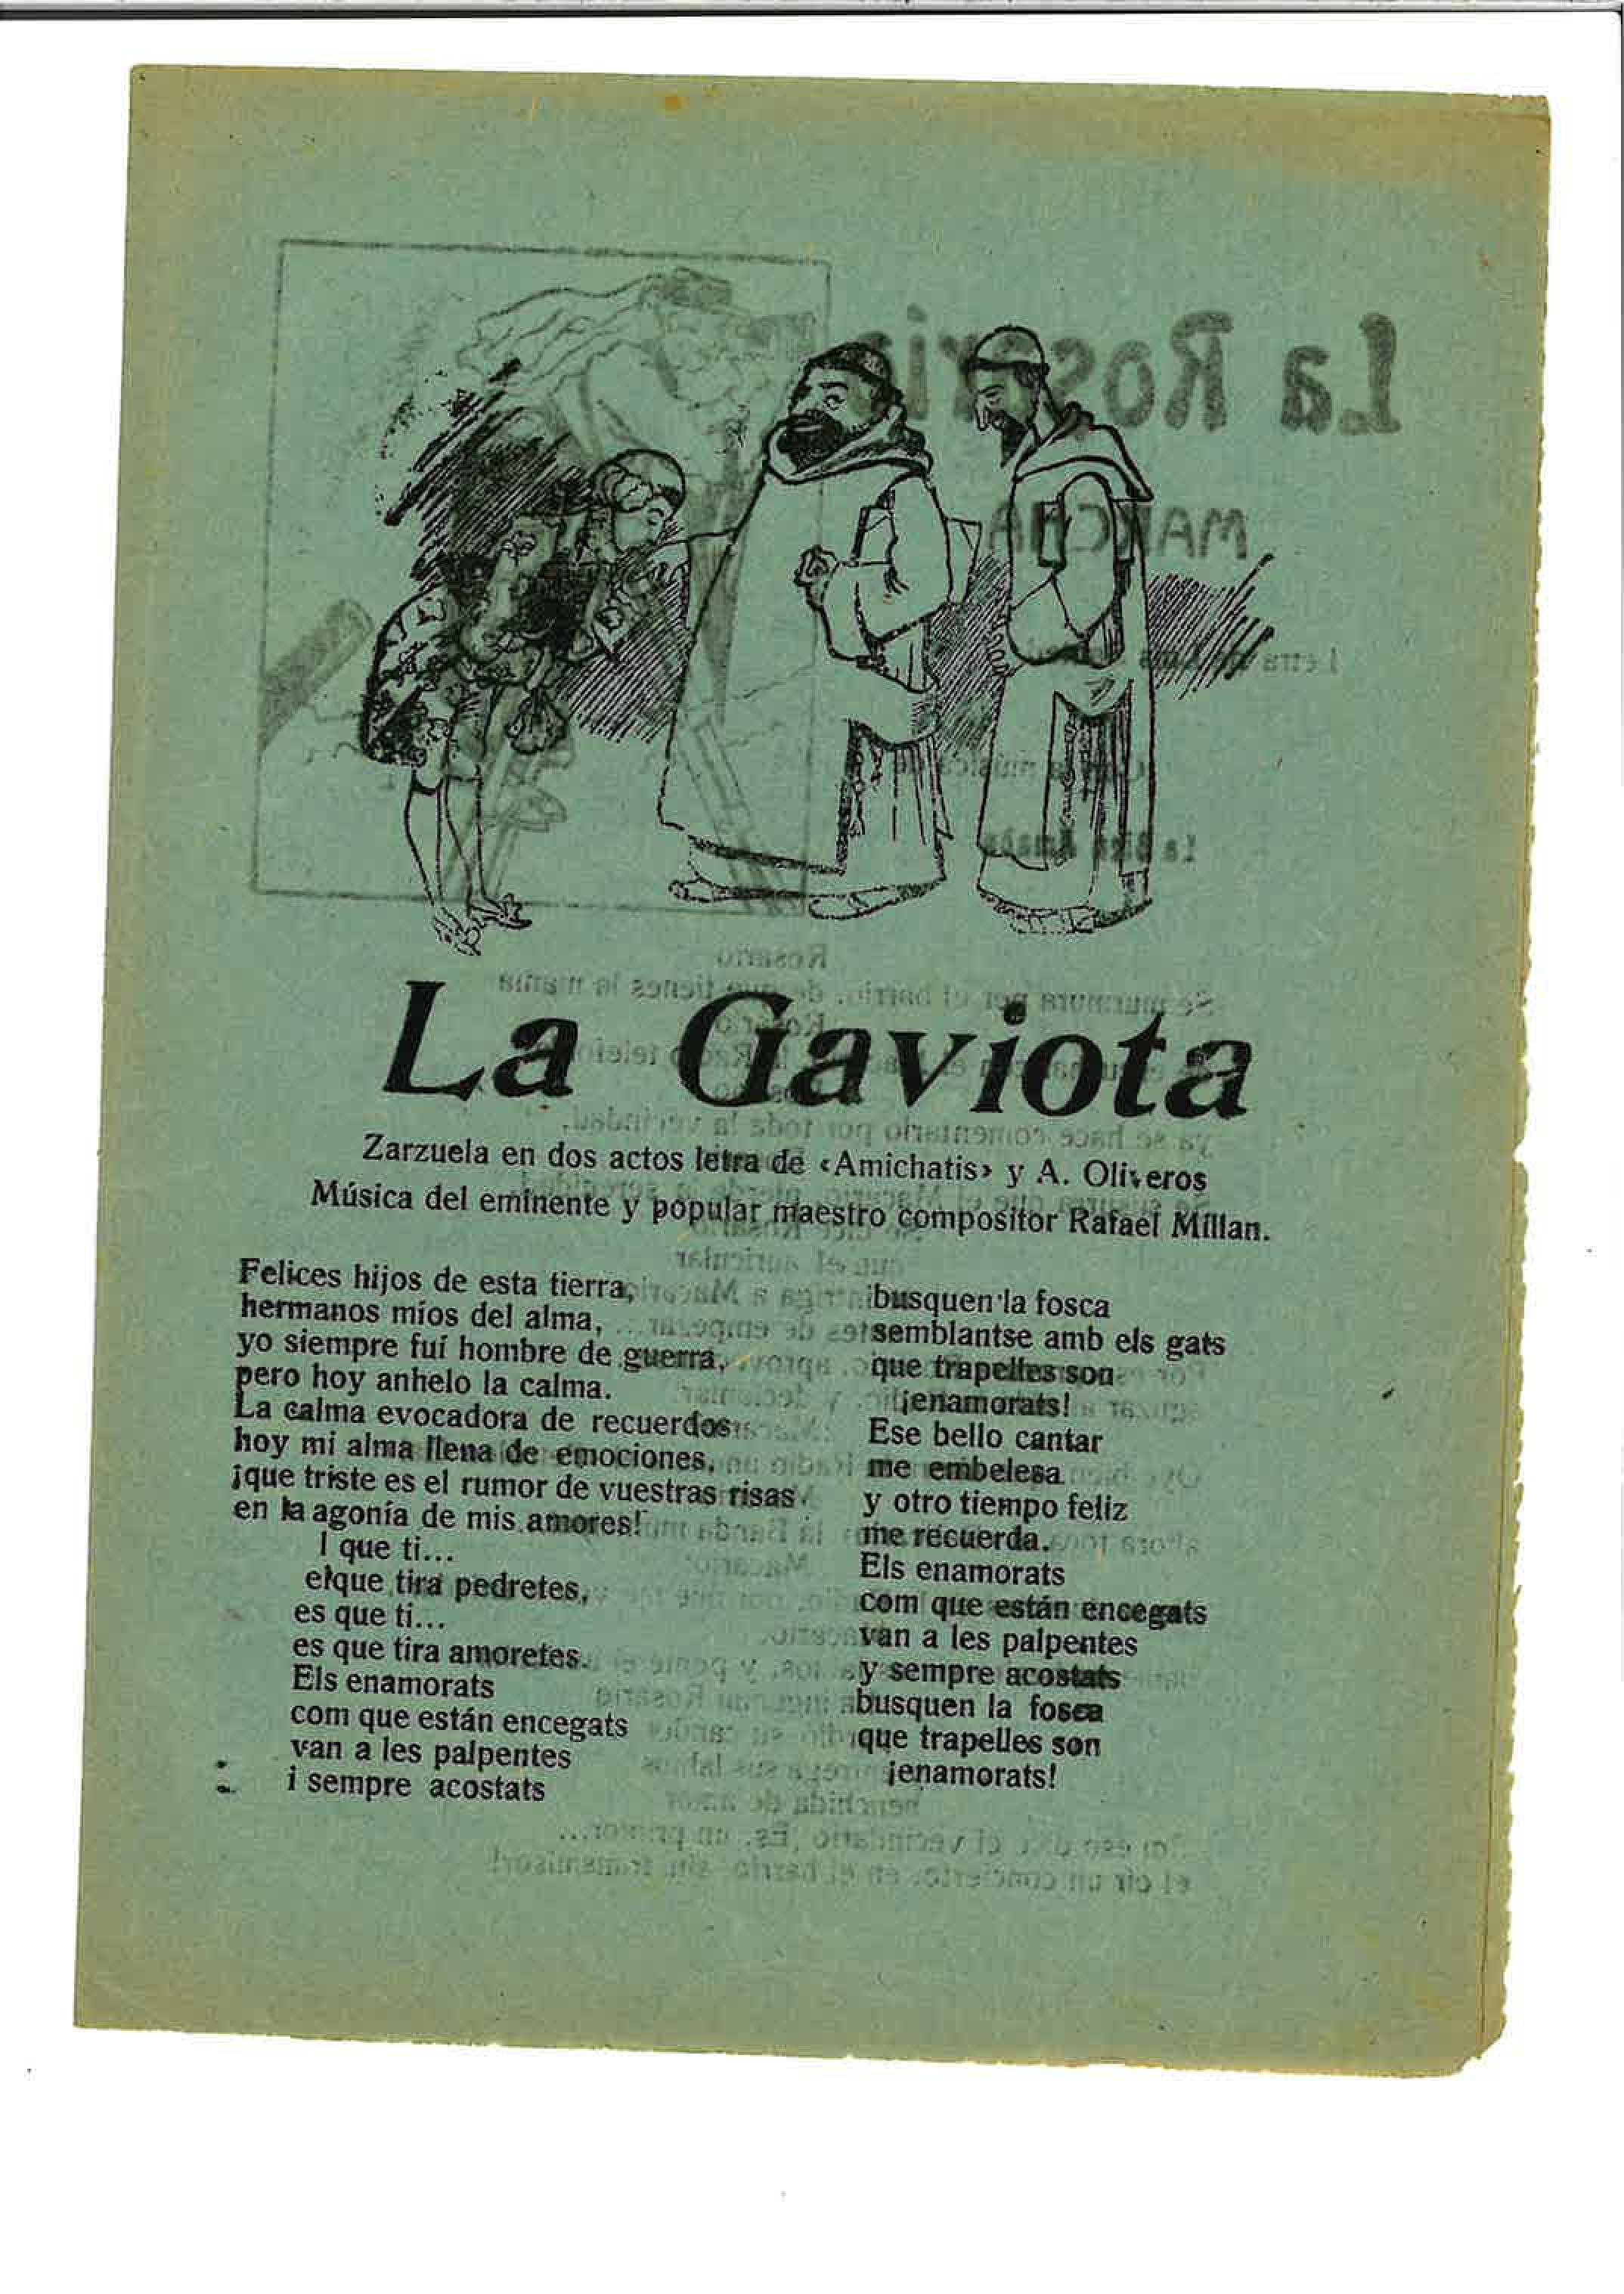 La Gaviota
Zarzuela en dos actos letra de «Amichatis» y A. Oliveros
Música del eminente y popular maestro compositor Rafael Millan.
Felices hijos de esta tierra,
hermanos míos del alma,
yo siempre fuí hombre de guerra,
pero hoy anhelo la calma.
La calma evocadora de recuerdos
hoy mi alma llena de emociones.
¡que triste es el rumor de vuestras risas
en la agonía de mis amores!
I que ti...
elque tira pedretes,
es que ti...
es que tira amoretes.
Els enamorats
com que están encegats
van a les palpentes
i sempre acostats
busquen la fosca
semblantse amb els gats
que trapelles son
¡enamorats!
Ese bello cantar
me embelesa
y otro tiempo feliz
me recuerda.
Els enamorats
com que están encegats
van a les palpentes
y sempre acostats
busquen la fosca
que trapelles son
¡enamorats!